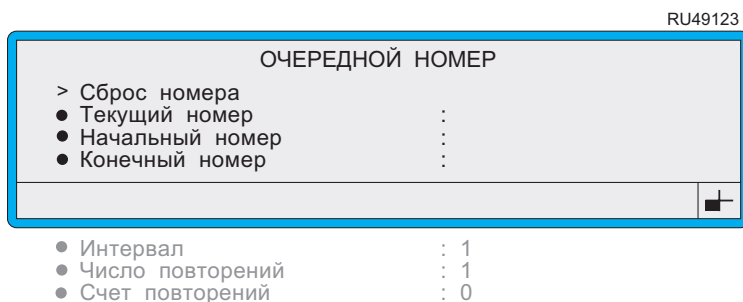 RU49123
ОЧЕРЕДНОЙ НОМЕР
> Сброс номера
● Текущий номер :
● Начальный номер :
● Конечный номер :
● Интервал : 1
● Число повторений : 1
● Счет повторений : 0